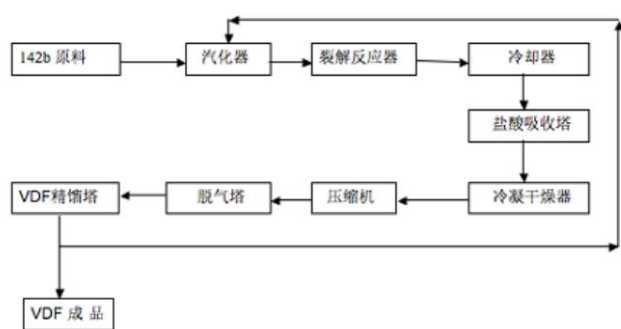 142b 原料
汽化器
裂解反应器
冷却器
盐酸吸收塔
VDF精馏塔
脱气塔
压缩机
冷凝干燥器
VDF 成 品